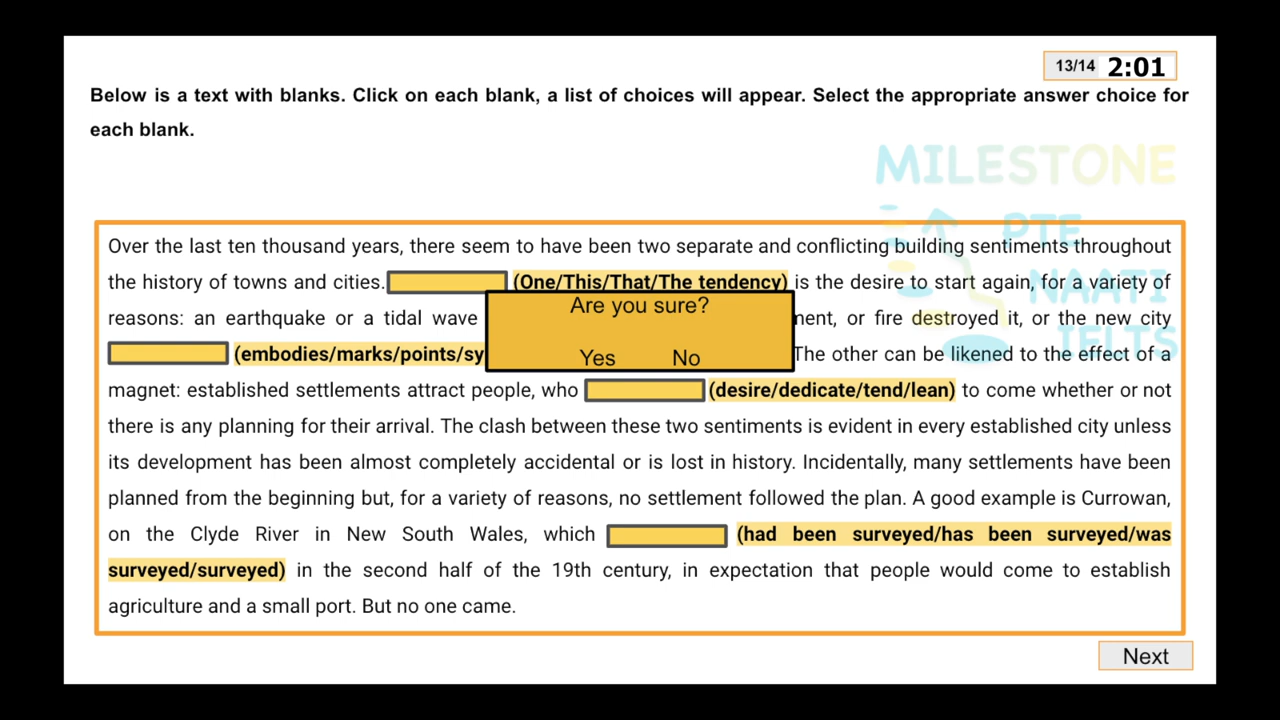 13/14 2:01
Below is a text with blanks. Click on each blank, a list of choices will appear. Select the appropriate answer choice for
each blank.
MILESTONE
PTE
NAATI
IELTS
Over the last ten thousand years, there seem to have been two separate and conflicting building sentiments throughout
the history of towns and cities. (One/This/That/The tendency) is the desire to start again, for a variety of
Are you sure?
reasons: an earthquake or a tidal wave ment, or fire destroyed it, or the new city
(embodies/marks/points/sy The other can be likened to the effect of a
Yes No
magnet: established settlements attract people, who (desire/dedicate/tend/lean) to come whether or not
there is any planning for their arrival. The clash between these two sentiments is evident in every established city unless
its development has been almost completely accidental or is lost in history. Incidentally, many settlements have been
planned from the beginning but, for a variety of reasons, no settlement followed the plan. A good example is Currowan,
on the Clyde River in New South Wales, which (had been surveyed/has been surveyed/was
surveyed/surveyed) in the second half of the 19th century, in expectation that people would come to establish
agriculture and a small port. But no one came.
Next